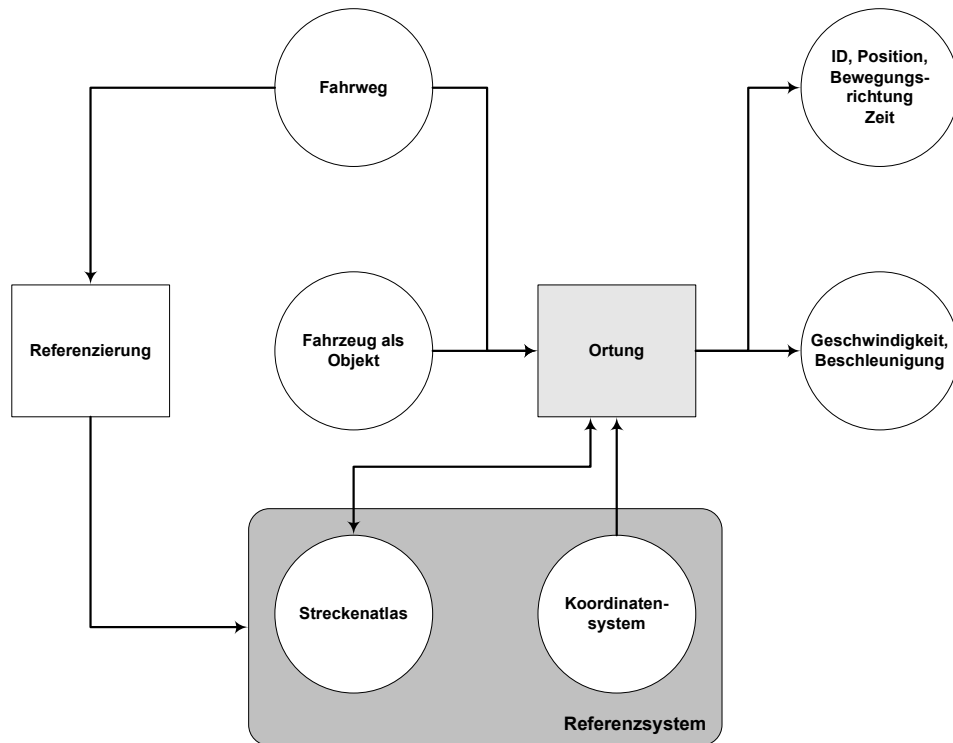 Fahrweg
ID, Position,
Bewegungs-
richtung
Zeit
Referenzierung
Fahrzeug als
Objekt
Ortung
Geschwindigkeit,
Beschleunigung
Streckenatlas
Koordinaten-
system
Referenzsystem